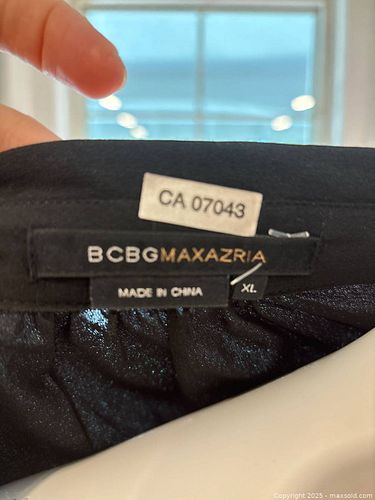 CA 07043
BCBGMAXAZRIA
MADE IN CHINA
XL
Copyright 2025 - maxsold.com